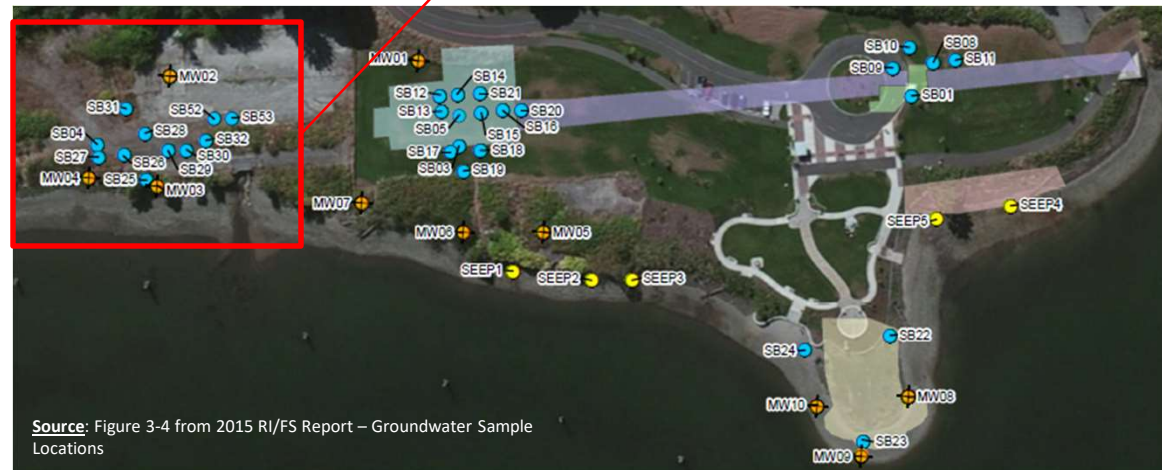 MW01
MW02
SB31
SB52
SB53
SB04
SB28
SB32
SB27
SB26
SB30
SB29
MW04
SB25
MW03
SB14
SB12
SB21
SB13
SB20
SB05
SB16
SB15
SB17
SB18
SB03
SB19
MW07
MW06
MW05
SEEP1
SEEP2
SEEP3
SB10
SB08
SB09
SB11
SB01
SEEP4
SEEP5
SB22
SB24
MW08
MW10
SB23
MW09
Source: Figure 3-4 from 2015 RI/FS Report – Groundwater Sample
Locations